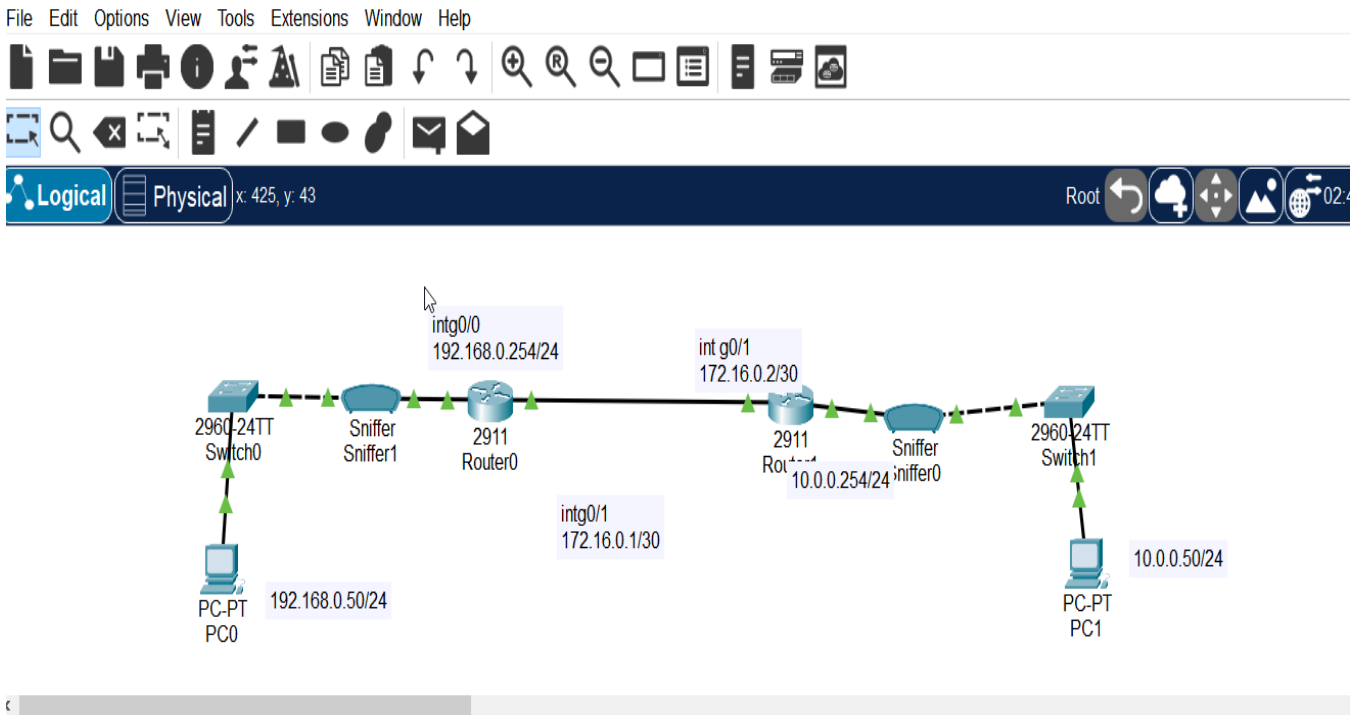 File Edit Options View Tools Extensions Window Help
Logical Physical x: 425, y: 43 Root
intg0/0
192.168.0.254/24
int g0/1
172.16.0.2/30
2960-24TT
Switch0
Sniffer
Sniffer1
2911
Router0
2911
10.0.0.254/24
Sniffer
Sniffer0
2960-24TT
Switch1
intg0/1
172.16.0.1/30
192.168.0.50/24
PC-PT
PC0
10.0.0.50/24
PC-PT
PC1